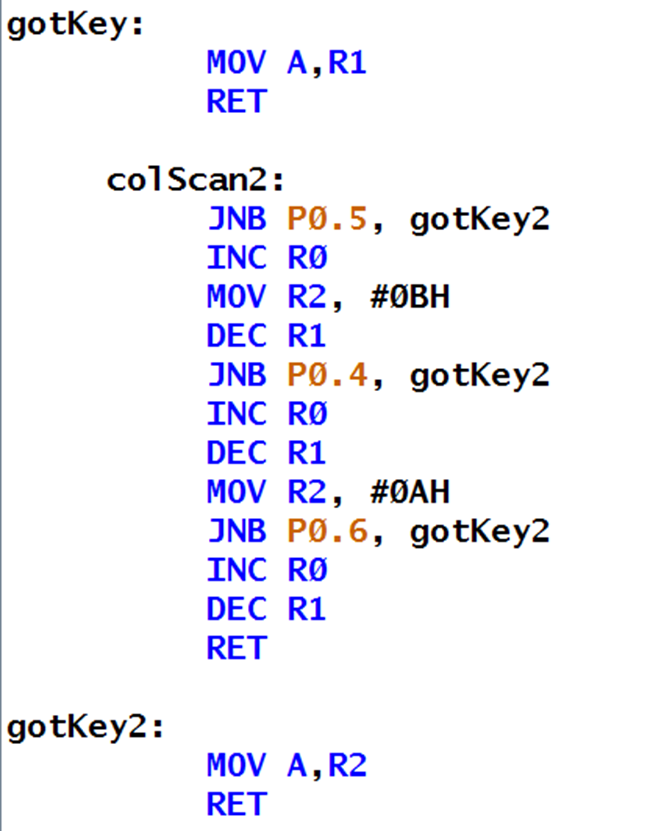 gotKey:
MOV A,R1
RET
colScan2:
JNB P0.5, gotKey2
INC R0
MOV R2, #0BH
DEC R1
JNB P0.4, gotKey2
INC R0
DEC R1
MOV R2, #0AH
JNB P0.6, gotKey2
INC R0
DEC R1
RET
gotKey2:
MOV A,R2
RET